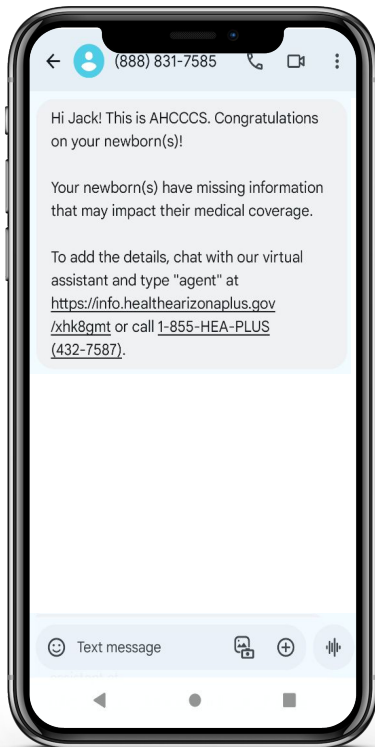 (888) 831-7585
Hi Jack! This is AHCCCS. Congratulations
on your newborn(s)!
Your newborn(s) have missing information
that may impact their medical coverage.
To add the details, chat with our virtual
assistant and type "agent" at
https://info.healthearizonaplus.gov
/xhk8gmt or call 1-855-HEA-PLUS
(432-7587).
Text message